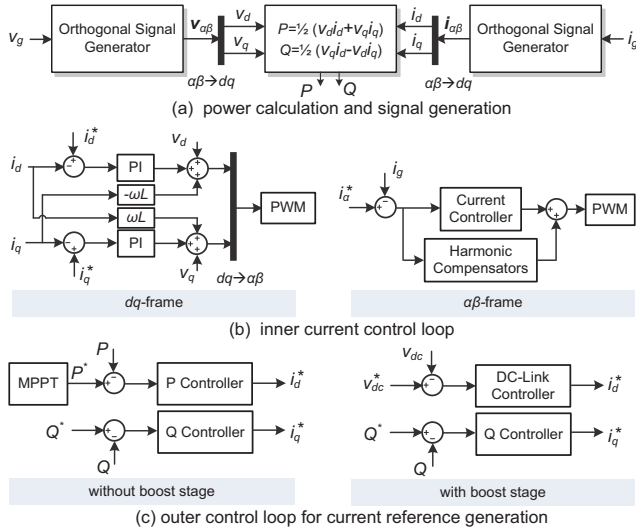 v_g
Orthogonal Signal Generator
v_αβ
v_d
v_q
αβ→dq
P=½ (v_d i_d+v_q i_q)
Q=½ (v_q i_d-v_d i_q)
P
Q
i_d
i_q
i_αβ
αβ→dq
Orthogonal Signal Generator
i_g
(a) power calculation and signal generation
i_d^*
i_d
−
+
PI
v_d
+
+
+
-ωL
ωL
i_q
−
+
PI
+
+
+
i_q^*
v_q
dq→αβ
PWM
dq-frame
i_g
i_α^*
+
−
Current Controller
Harmonic Compensators
+
+
PWM
αβ-frame
(b) inner current control loop
MPPT
P^*
P
+
−
P Controller
i_d^*
Q^*
+
−
Q
Q Controller
i_q^*
without boost stage
v_dc
v_dc^*
+
−
DC-Link Controller
i_d^*
Q^*
+
−
Q
Q Controller
i_q^*
with boost stage
(c) outer control loop for current reference generation